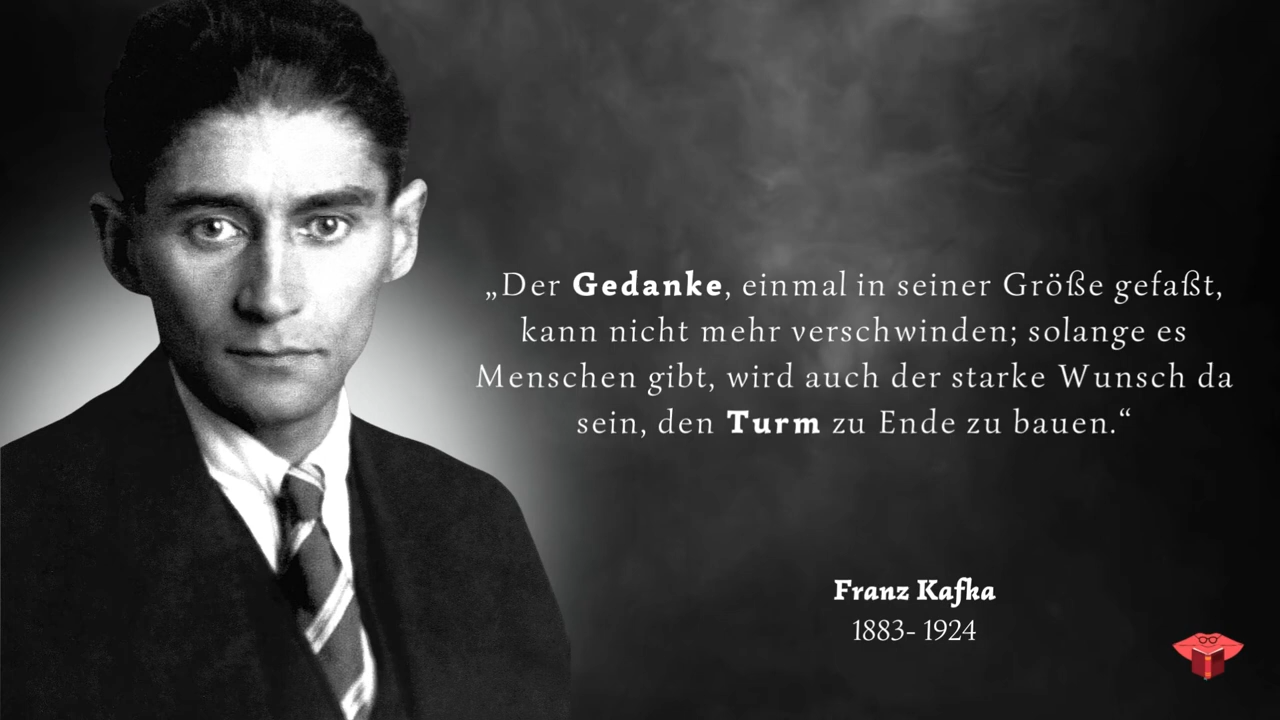 „Der Gedanke, einmal in seiner Größe gefaßt,
kann nicht mehr verschwinden; solange es
Menschen gibt, wird auch der starke Wunsch da
sein, den Turm zu Ende zu bauen.“
Franz Kafka
1883- 1924